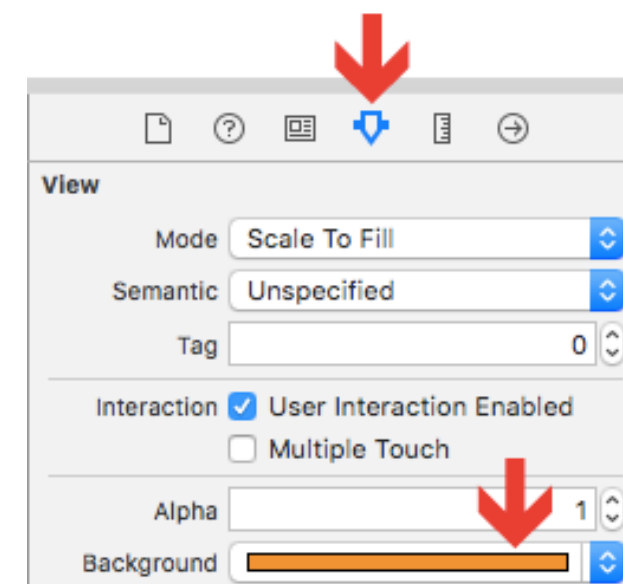 View
Mode Scale To Fill
Semantic Unspecified
Tag 0
Interaction User Interaction Enabled
Multiple Touch
Alpha 1
Background